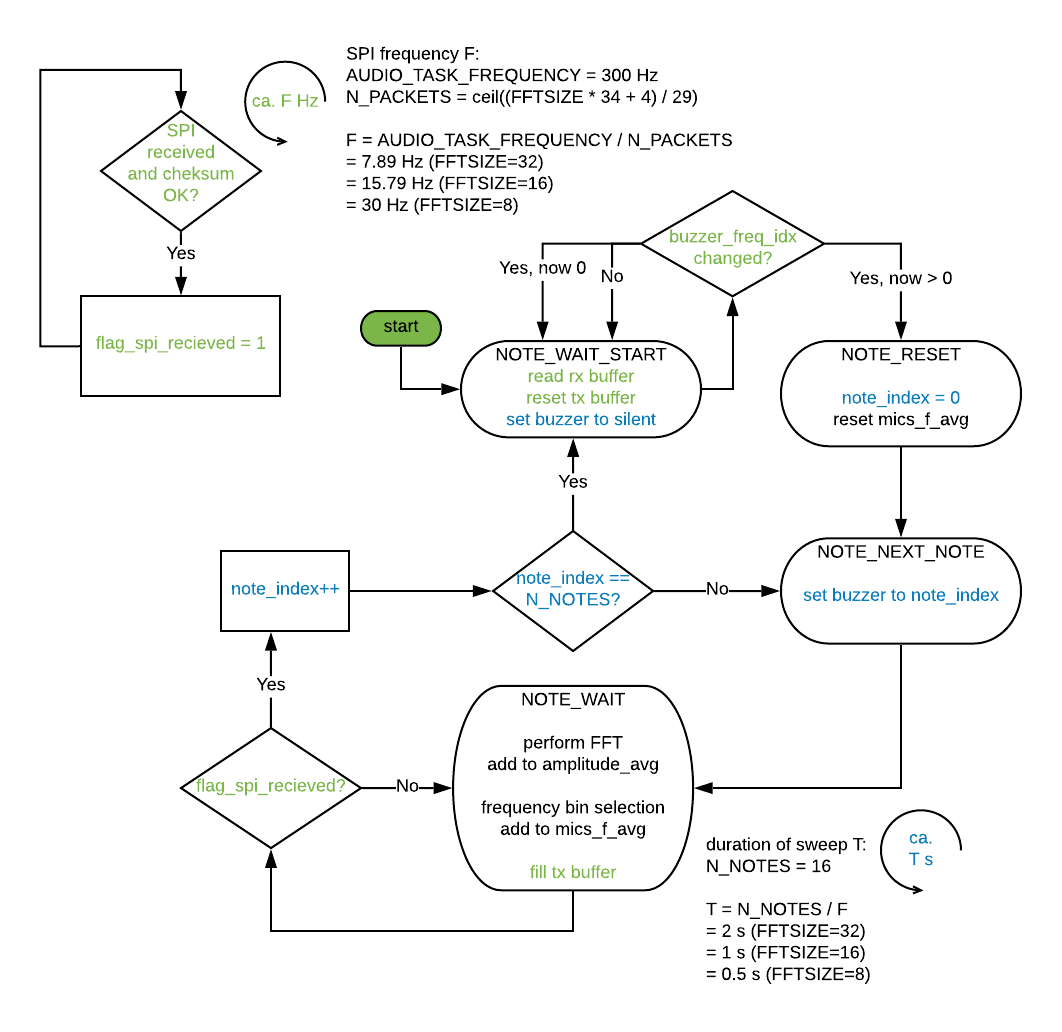 SPI frequency F:
AUDIO_TASK_FREQUENCY = 300 Hz
N_PACKETS = ceil((FFTSIZE * 34 + 4) / 29)
F = AUDIO_TASK_FREQUENCY / N_PACKETS
= 7.89 Hz (FFTSIZE=32)
= 15.79 Hz (FFTSIZE=16)
= 30 Hz (FFTSIZE=8)
ca. F Hz
SPI
received
and cheksum
OK?
Yes
flag_spi_recieved = 1
buzzer_freq_idx
changed?
Yes, now 0
No
Yes, now > 0
start
NOTE_WAIT_START
read rx buffer
reset tx buffer
set buzzer to silent
NOTE_RESET
note_index = 0
reset mics_f_avg
Yes
NOTE_NEXT_NOTE
set buzzer to note_index
note_index++
note_index ==
N_NOTES?
No
Yes
flag_spi_recieved?
No
NOTE_WAIT
perform FFT
add to amplitude_avg
frequency bin selection
add to mics_f_avg
fill tx buffer
duration of sweep T:
N_NOTES = 16
T = N_NOTES / F
= 2 s (FFTSIZE=32)
= 1 s (FFTSIZE=16)
= 0.5 s (FFTSIZE=8)
ca.
T s